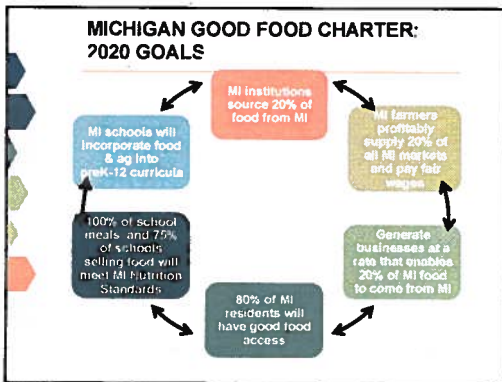 MICHIGAN GOOD FOOD CHARTER:
2020 GOALS
MI institutions
source 20% of
food from MI
MI farmers
profitably
supply 20% of
all MI markets
and pay fair
wages
Generate
businesses at a
rate that enables
20% of MI food
to come from MI
80% of MI
residents will
have good food
access
100% of school
meals and 75%
of schools
selling food will
meet MI Nutrition
Standards
MI schools will
incorporate food
& ag into
preK-12 curricula